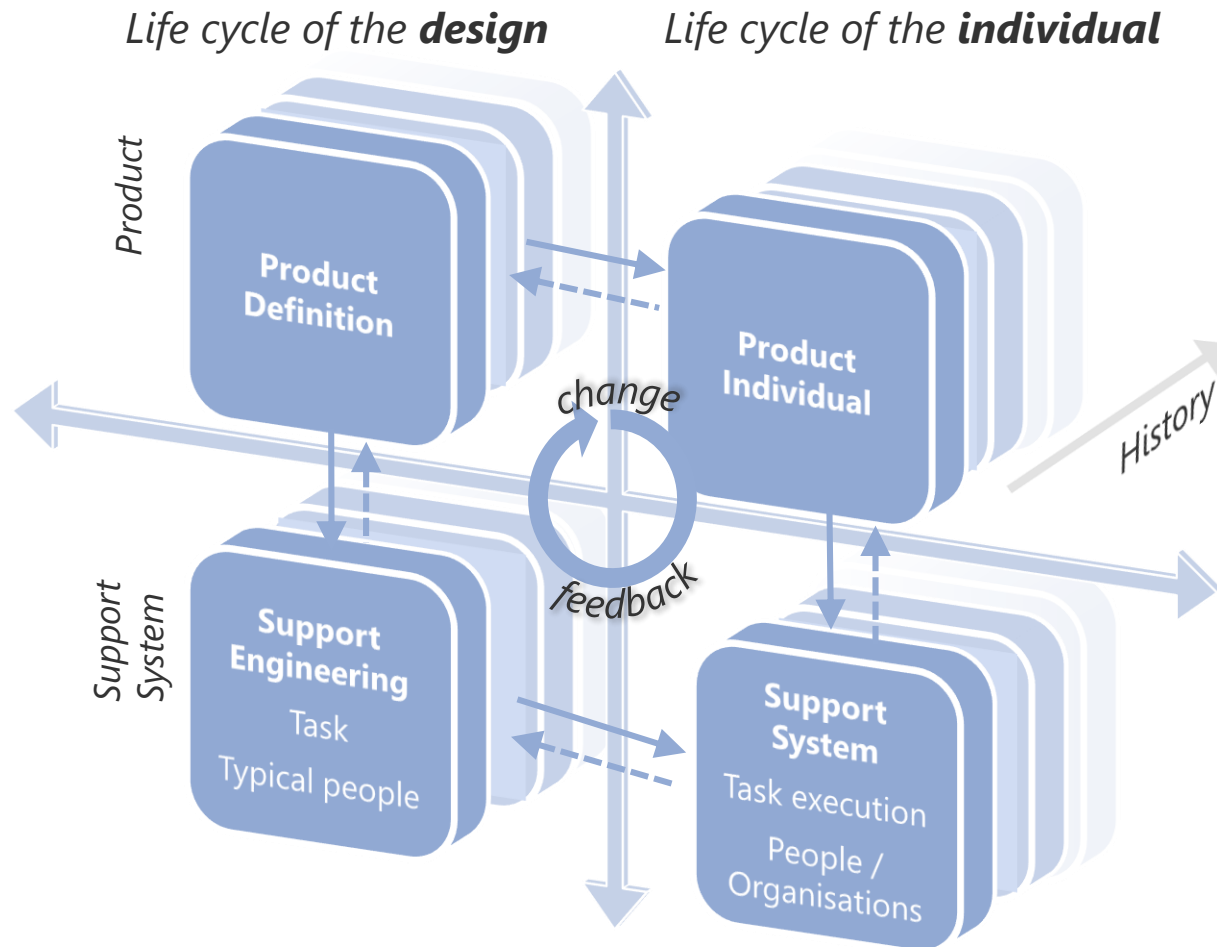 Life cycle of the design
Life cycle of the individual
Product
Product
Definition
Product
Individual
change
feedback
History
Support
System
Support
Engineering
Task
Typical people
Support
System
Task execution
People /
Organisations